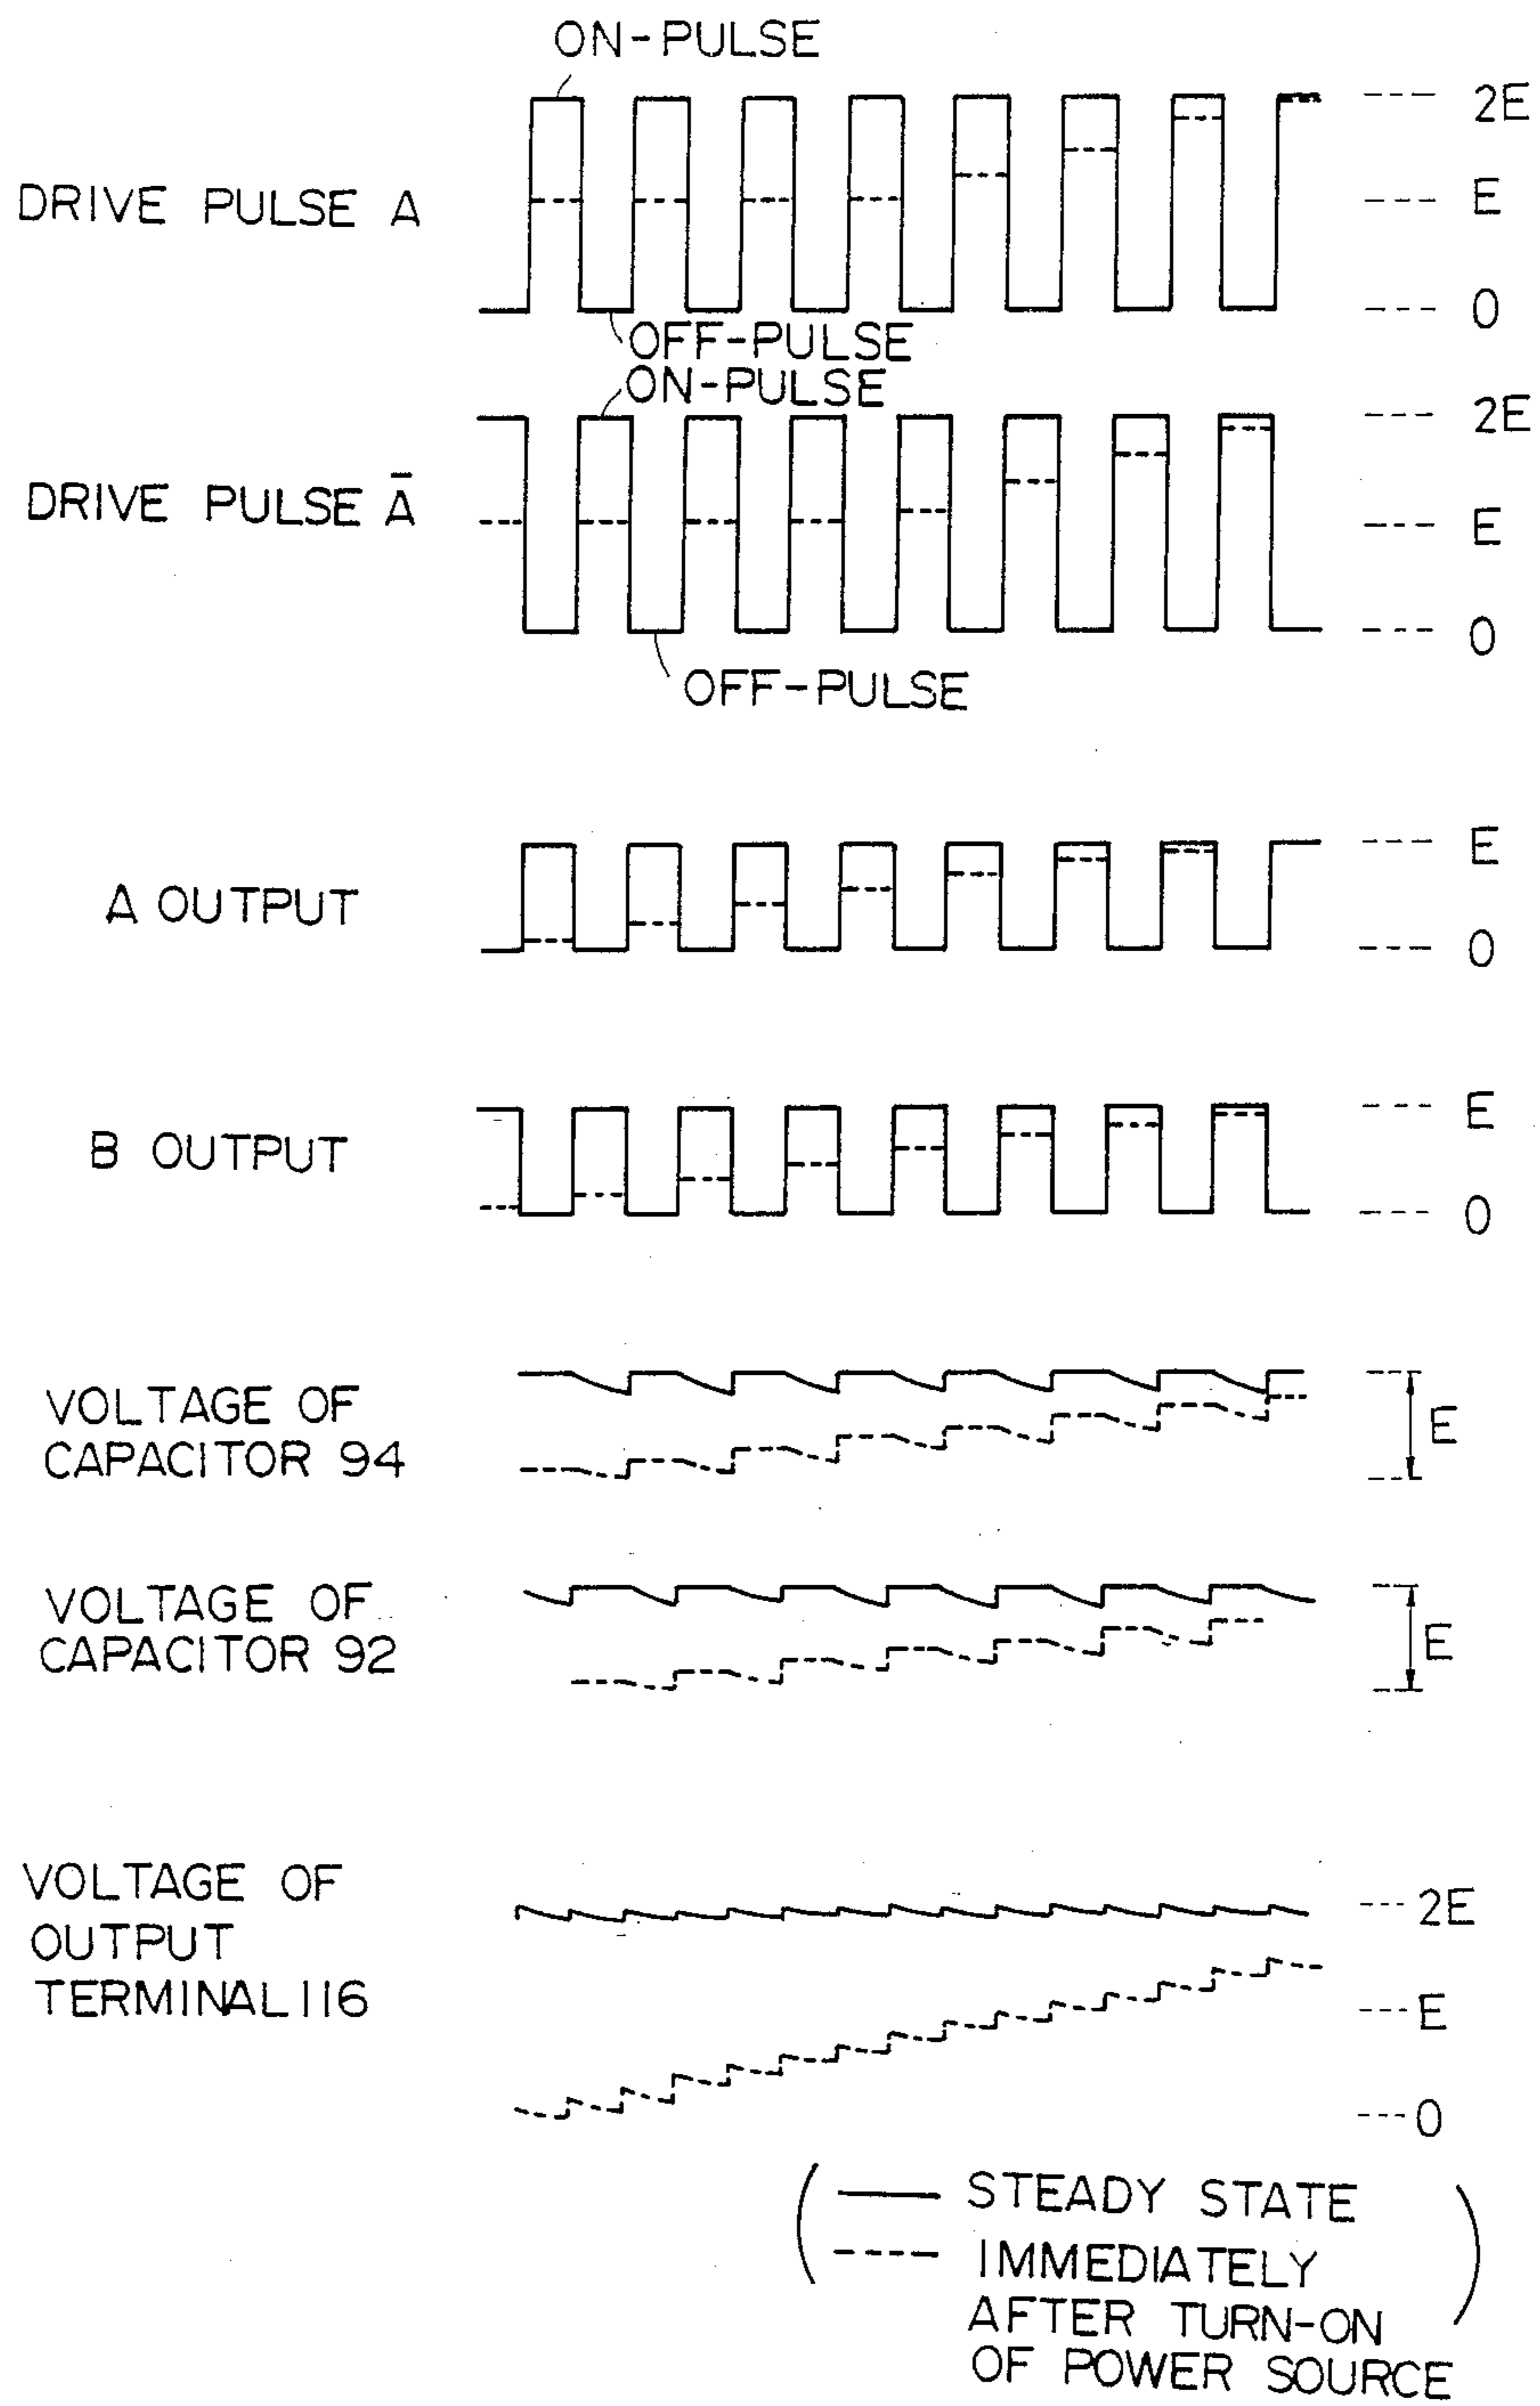 ON-PULSE
2E
DRIVE PULSE A
E
0
OFF-PULSE
ON-PULSE
2E
DRIVE PULSE Ā
E
0
OFF-PULSE
E
A OUTPUT
0
E
B OUTPUT
0
VOLTAGE OF
CAPACITOR 94
E
VOLTAGE OF
CAPACITOR 92
E
VOLTAGE OF
OUTPUT
TERMINAL 116
2E
E
0
STEADY STATE
IMMEDIATELY
AFTER TURN-ON
OF POWER SOURCE